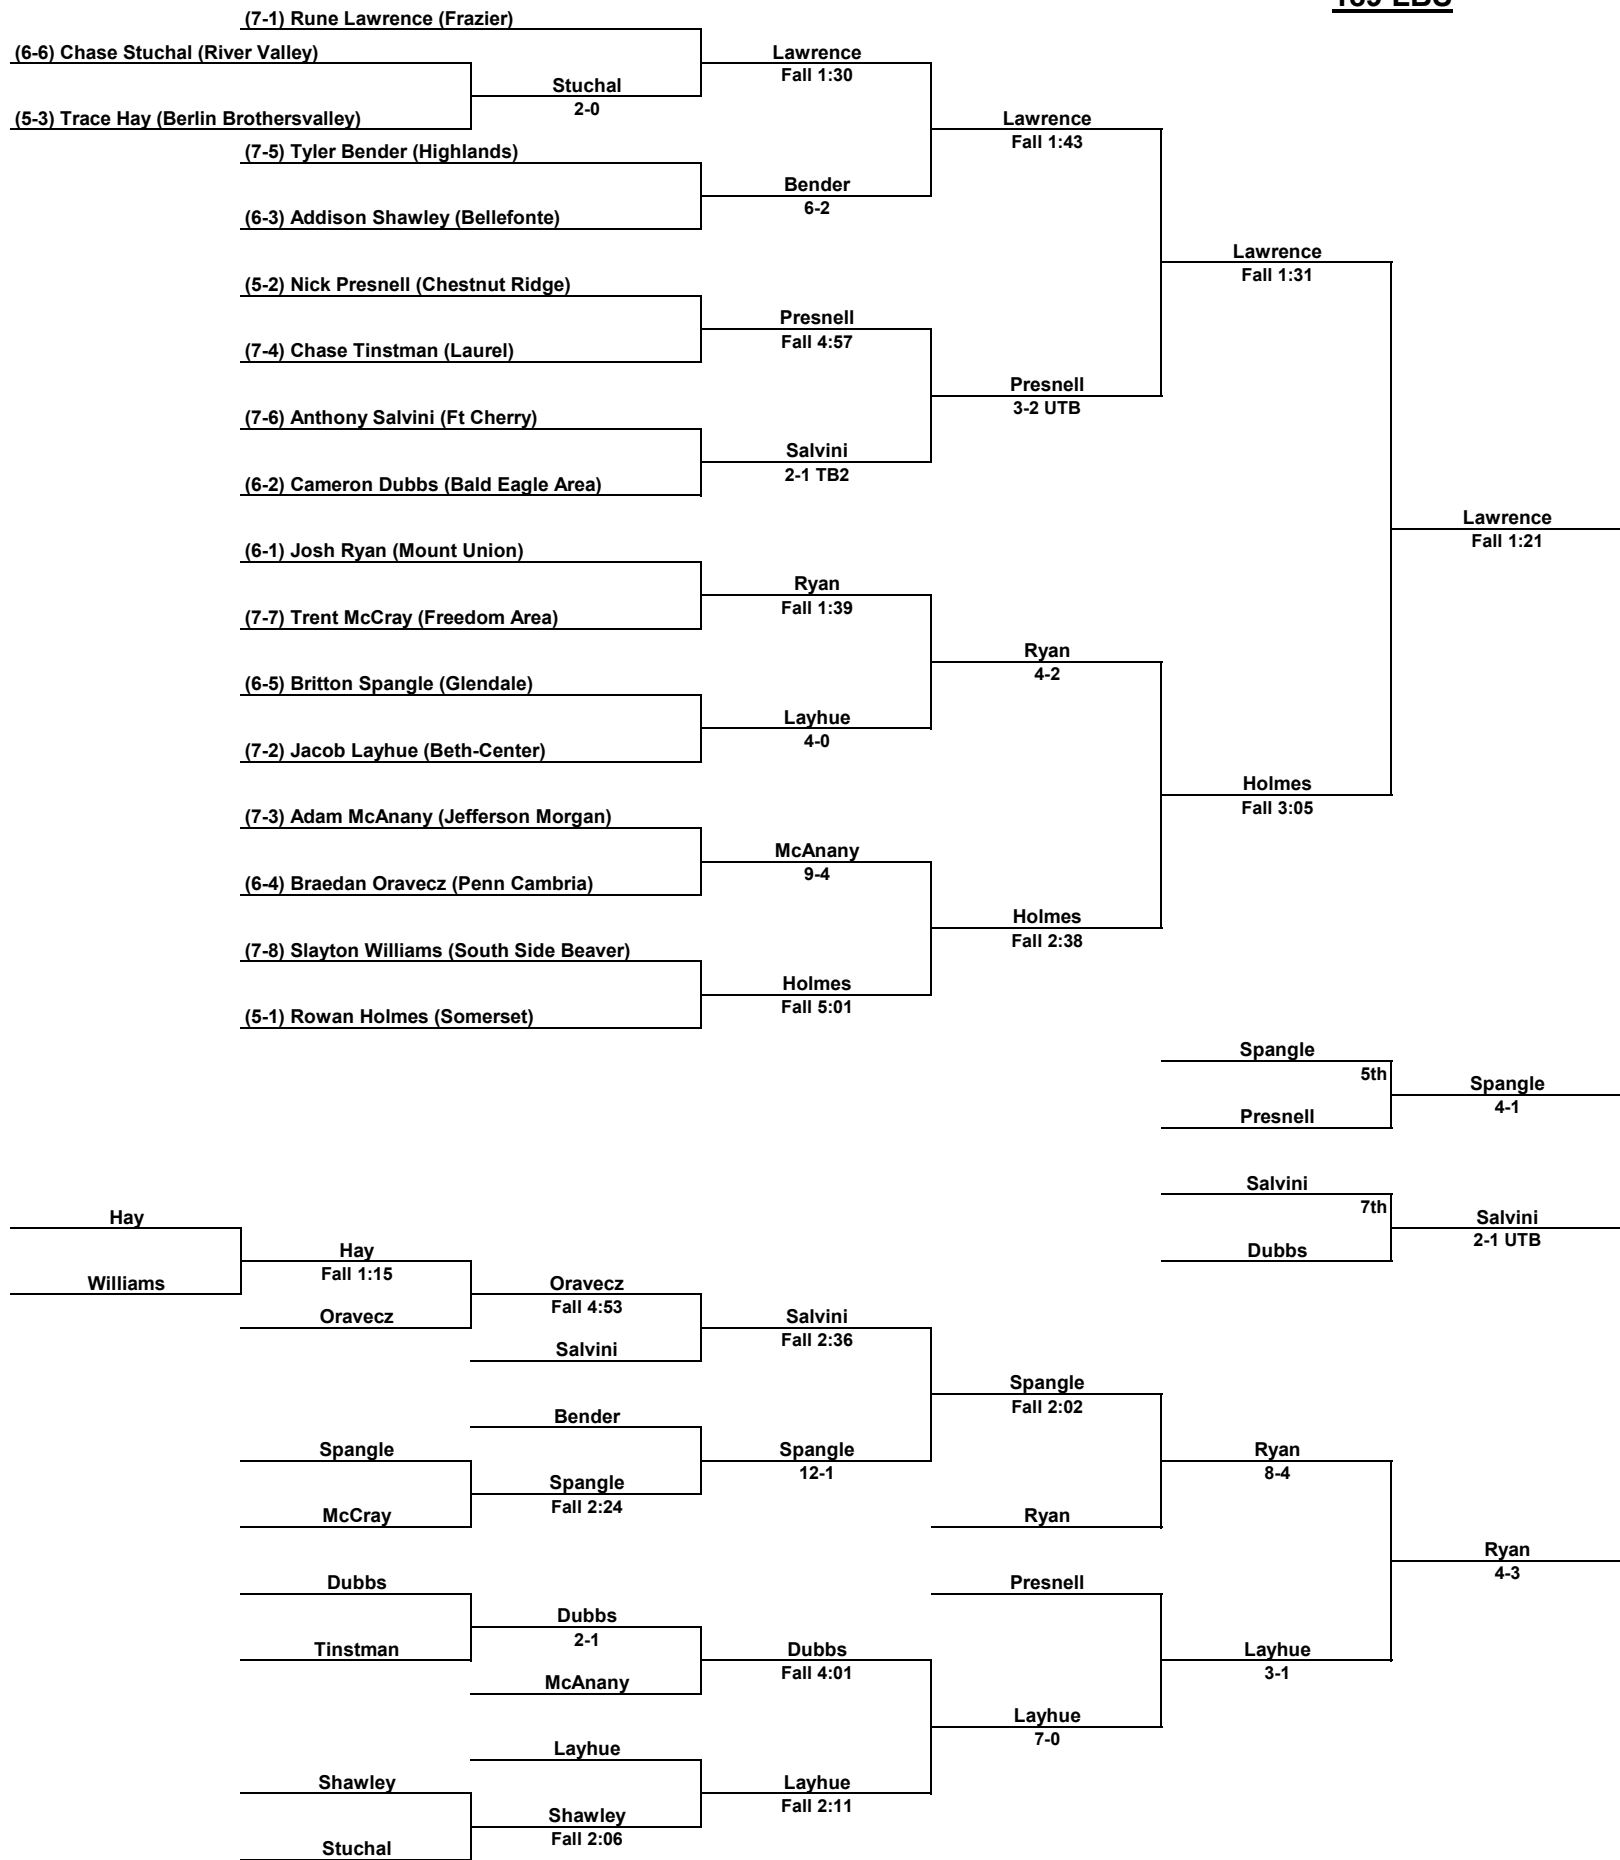 189 LBS
(7-1) Rune Lawrence (Frazier)
(6-6) Chase Stuchal (River Valley)
Lawrence
Fall 1:30
Stuchal
2-0
(5-3) Trace Hay (Berlin Brothersvalley)
Lawrence
Fall 1:43
(7-5) Tyler Bender (Highlands)
Bender
6-2
(6-3) Addison Shawley (Bellefonte)
Lawrence
Fall 1:31
(5-2) Nick Presnell (Chestnut Ridge)
Presnell
Fall 4:57
(7-4) Chase Tinstman (Laurel)
Presnell
3-2 UTB
(7-6) Anthony Salvini (Ft Cherry)
Salvini
2-1 TB2
(6-2) Cameron Dubbs (Bald Eagle Area)
Lawrence
Fall 1:21
(6-1) Josh Ryan (Mount Union)
Ryan
Fall 1:39
(7-7) Trent McCray (Freedom Area)
Ryan
4-2
(6-5) Britton Spangle (Glendale)
Layhue
4-0
(7-2) Jacob Layhue (Beth-Center)
Holmes
Fall 3:05
(7-3) Adam McAnany (Jefferson Morgan)
McAnany
9-4
(6-4) Braedan Oravecz (Penn Cambria)
Holmes
Fall 2:38
(7-8) Slayton Williams (South Side Beaver)
Holmes
Fall 5:01
(5-1) Rowan Holmes (Somerset)
Spangle
5th
Spangle
4-1
Presnell
Salvini
7th
Salvini
2-1 UTB
Dubbs
Hay
Hay
Fall 1:15
Williams
Oravecz
Fall 4:53
Oravecz
Salvini
Fall 2:36
Salvini
Spangle
Fall 2:02
Bender
Spangle
Spangle
12-1
Ryan
8-4
Spangle
Fall 2:24
McCray
Ryan
Ryan
4-3
Dubbs
Presnell
Dubbs
2-1
Tinstman
Dubbs
Fall 4:01
Layhue
3-1
McAnany
Layhue
7-0
Layhue
Shawley
Layhue
Fall 2:11
Shawley
Fall 2:06
Stuchal